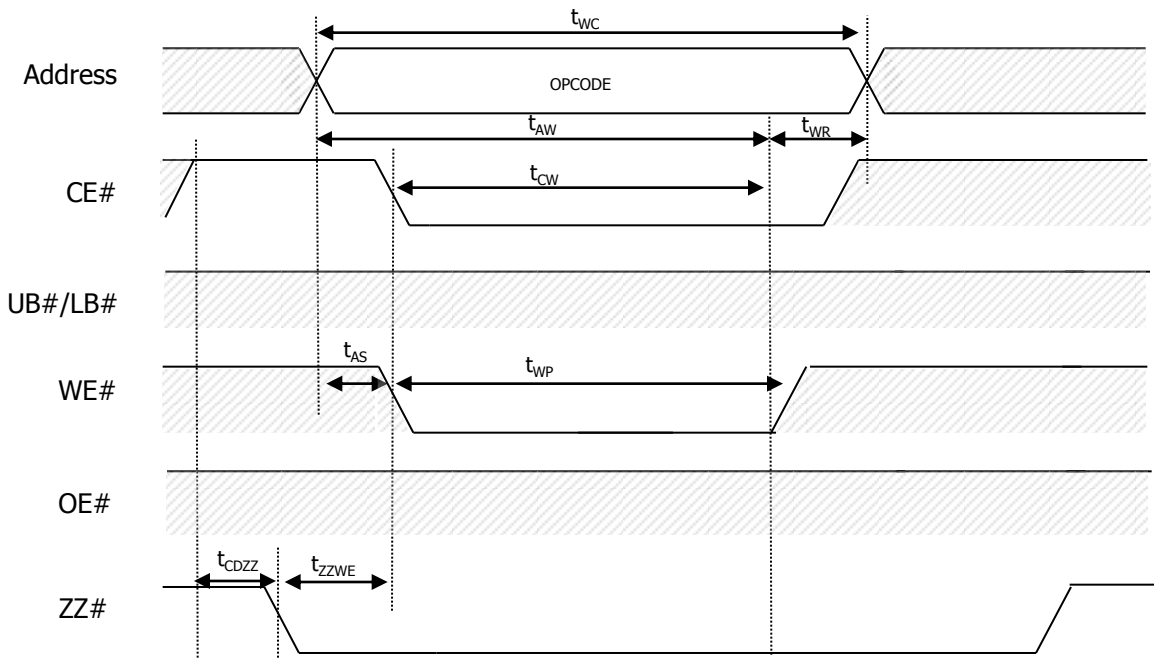 tWC
Address
OPCODE
tAW
tWR
CE#
tCW
UB#/LB#
tAS
tWP
WE#
OE#
tCDZZ
tZZWE
ZZ#